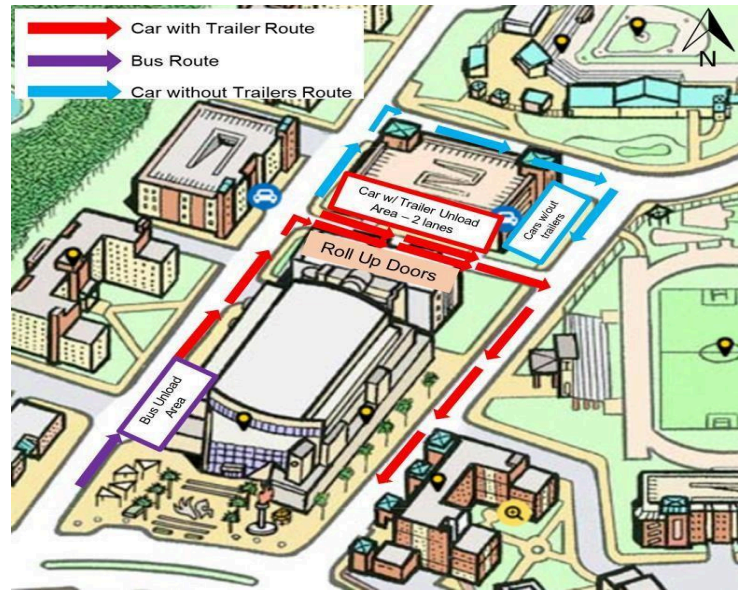 Car with Trailer Route
Bus Route
Car without Trailers Route
N
Car w/ Trailer Unload
Area – 2 lanes
Cars w/out
trailers
Roll Up Doors
Bus Unload
Area